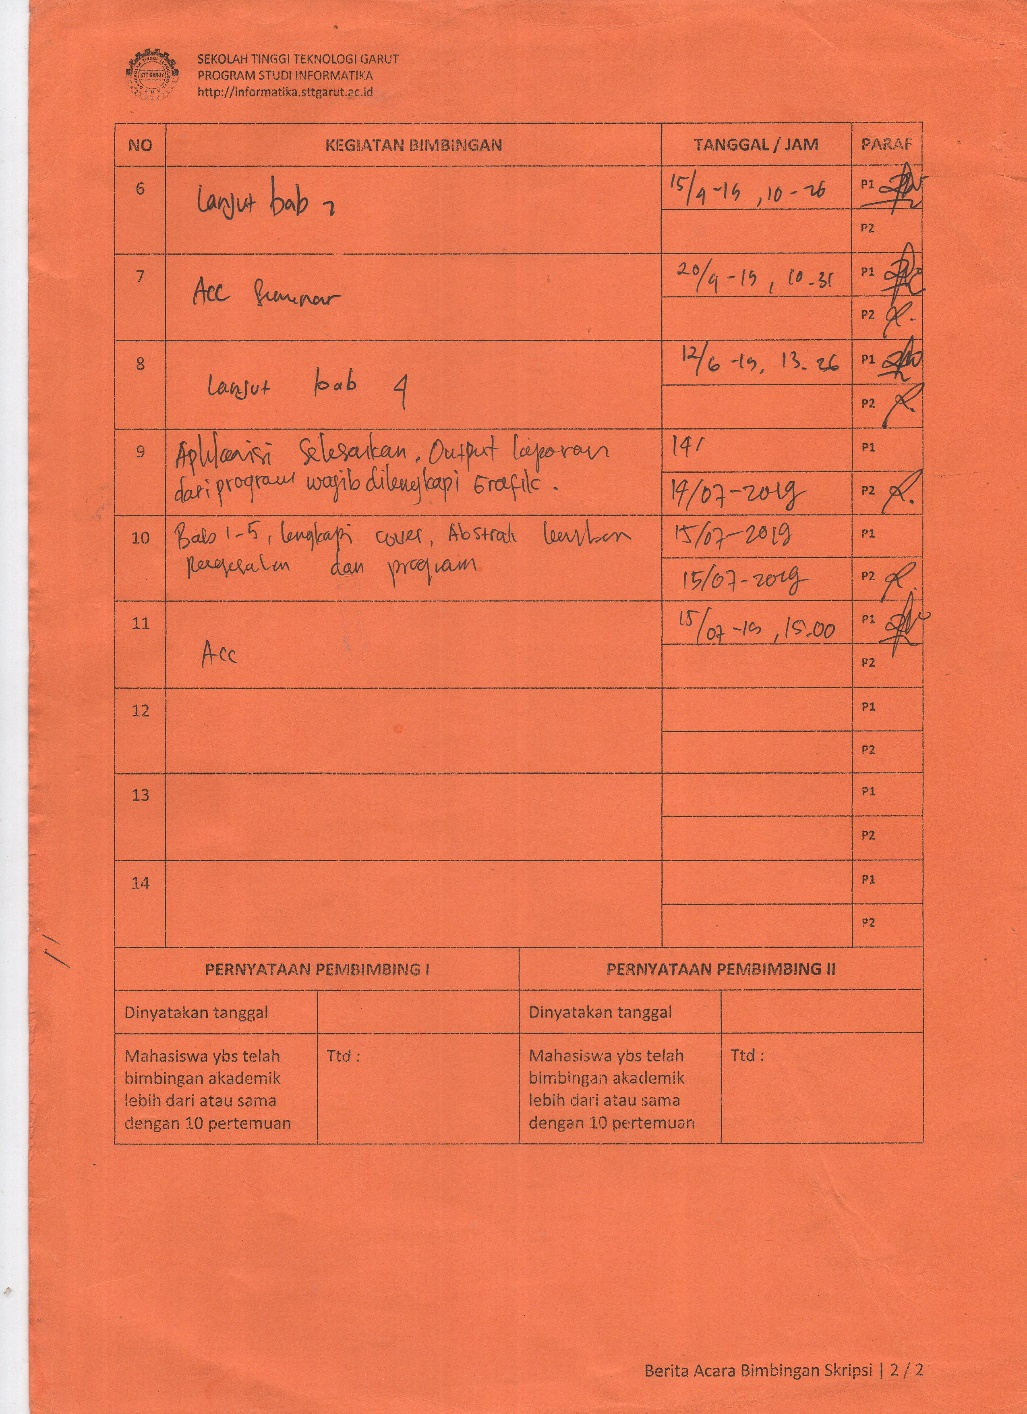 SEKOLAH TINGGI TEKNOLOGI GARUT
PROGRAM STUDI INFORMATIKA
http://informatika.sttgarut.ac.id
NO KEGIATAN BIMBINGAN TANGGAL / JAM PARAF
6 Lanjut bab 2 15/4-19, 10-26 P1
P2
7 Acc Seminar 20/4-19, 10.31 P1
P2
8 Lanjut bab 4 12/6-19, 13.26 P1
P2
9 Aplikasi Selesaikan, Output laporan 14/ P1
dari program wajib dilengkapi Grafik. 14/07-2019 P2
10 Bab 1-5, lengkapi cover, Abstrak 15/07-2019 P1
dan program 15/07-2019 P2
11 Acc 15/07-19, 15.00 P1
P2
12 P1
P2
13 P1
P2
14 P1
P2
PERNYATAAN PEMBIMBING I PERNYATAAN PEMBIMBING II
Dinyatakan tanggal Dinyatakan tanggal
Mahasiswa ybs telah Ttd : Mahasiswa ybs telah Ttd :
bimbingan akademik bimbingan akademik
lebih dari atau sama lebih dari atau sama
dengan 10 pertemuan dengan 10 pertemuan
Berita Acara Bimbingan Skripsi | 2 / 2